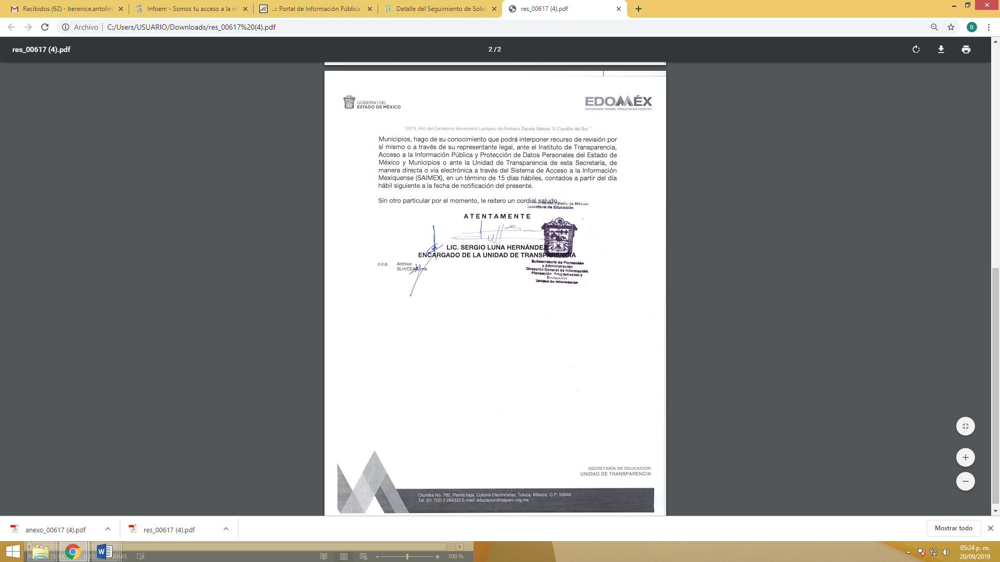 Recibidos (62) - berenice.antolin
Infoem - Somos tu acceso a la in
..:: Portal de Información Pública
Detalle del Seguimiento de Solici
res_00617 (4).pdf
Archivo
C:/Users/USUARIO/Downloads/res_00617%20(4).pdf
B
res_00617 (4).pdf
2 / 2
GOBIERNO DEL
ESTADO DE MÉXICO
EDOMÉX
DECISIONES FIRMES, RESULTADOS FUERTES.
"2019. Año del Centésimo Aniversario Luctuoso de Emiliano Zapata Salazar. El Caudillo del Sur."
Municipios, hago de su conocimiento que podrá interponer recurso de revisión por
sí mismo o a través de su representante legal, ante el Instituto de Transparencia,
Acceso a la Información Pública y Protección de Datos Personales del Estado de
México y Municipios o ante la Unidad de Transparencia de esta Secretaría, de
manera directa o vía electrónica a través del Sistema de Acceso a la Información
Mexiquense (SAIMEX), en un término de 15 días hábiles, contados a partir del día
hábil siguiente a la fecha de notificación del presente.
Sin otro particular por el momento, le reitero un cordial saludo.
del Estado de México
Secretaría de Educación
ATENTAMENTE
LIC. SERGIO LUNA HERNÁNDEZ
ENCARGADO DE LA UNIDAD DE TRANSPARENCIA
c.c.p. Archivo
Subsecretaría de Planeación
y Administración
Dirección General de Información,
Planeación Programación y
Evaluación
Unidad de Información
SECRETARÍA DE EDUCACIÓN
UNIDAD DE TRANSPARENCIA
Otumba No. 782, Planta baja, Colonia Electricistas, Toluca, México. C.P. 50040
Tel. (01 722) 2 264333 E-mail: educacion@itaipem.org.mx
anexo_00617 (4).pdf
res_00617 (4).pdf
Mostrar todo
100 %
05:24 p. m.
20/09/2019